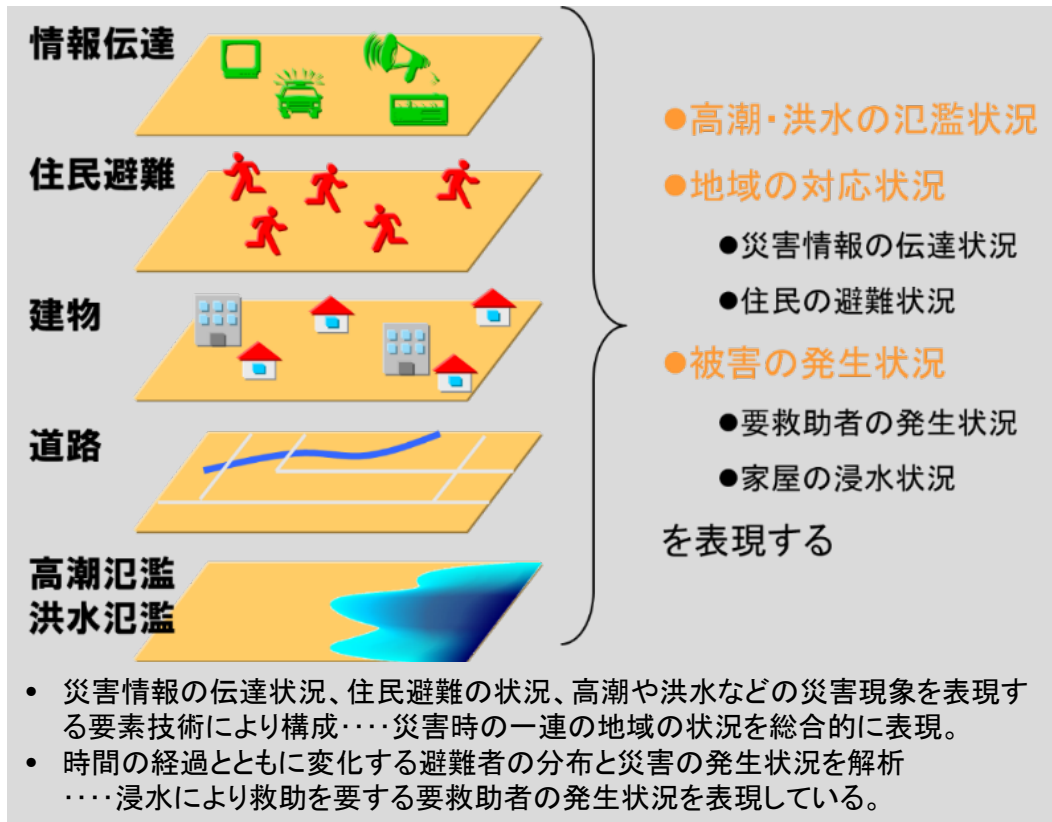 情報伝達
住民避難
建物
道路
高潮氾濫
洪水氾濫
●高潮・洪水の氾濫状況
●地域の対応状況
●災害情報の伝達状況
●住民の避難状況
●被害の発生状況
●要救助者の発生状況
●家屋の浸水状況
を表現する
• 災害情報の伝達状況、住民避難の状況、高潮や洪水などの災害現象を表現す
る要素技術により構成‥‥災害時の一連の地域の状況を総合的に表現。
• 時間の経過とともに変化する避難者の分布と災害の発生状況を解析
‥‥浸水により救助を要する要救助者の発生状況を表現している。